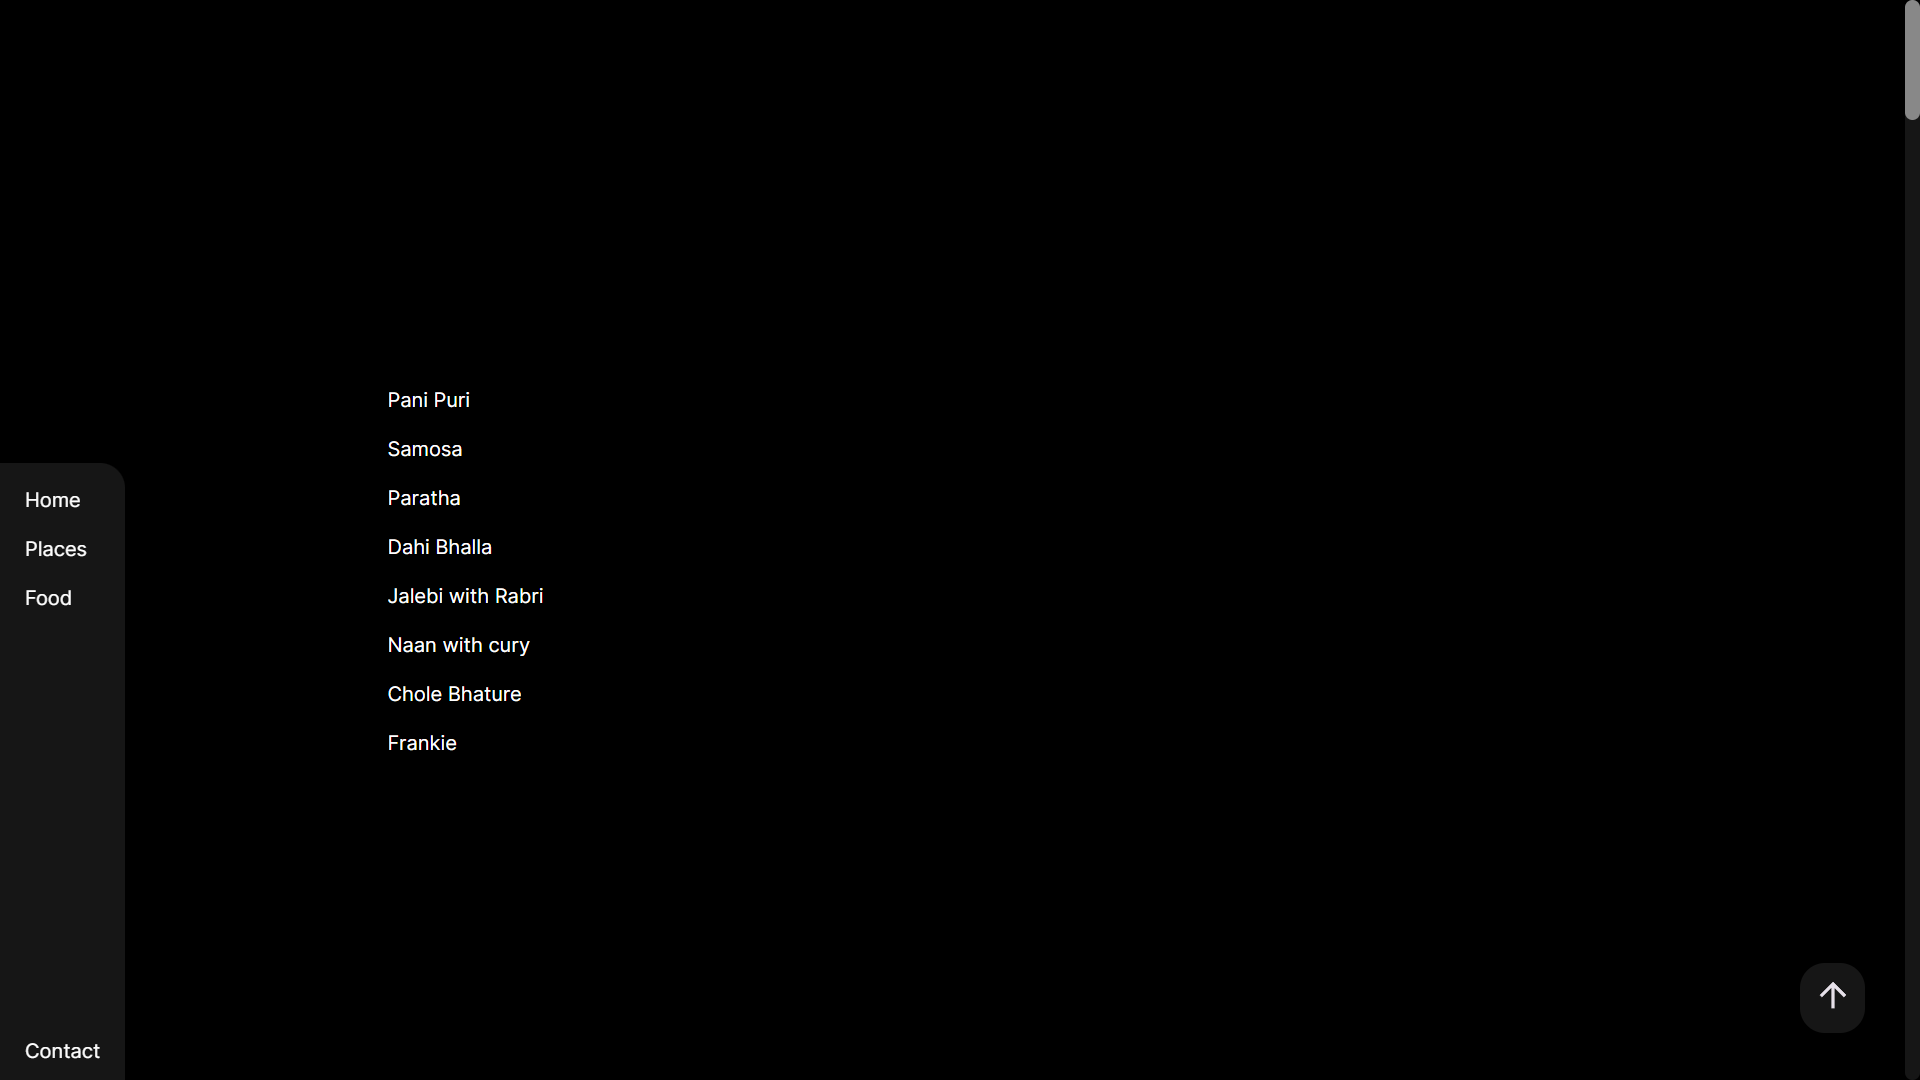 Pani Puri
Samosa
Paratha
Dahi Bhalla
Jalebi with Rabri
Naan with cury
Chole Bhature
Frankie
Home
Places
Food
Contact